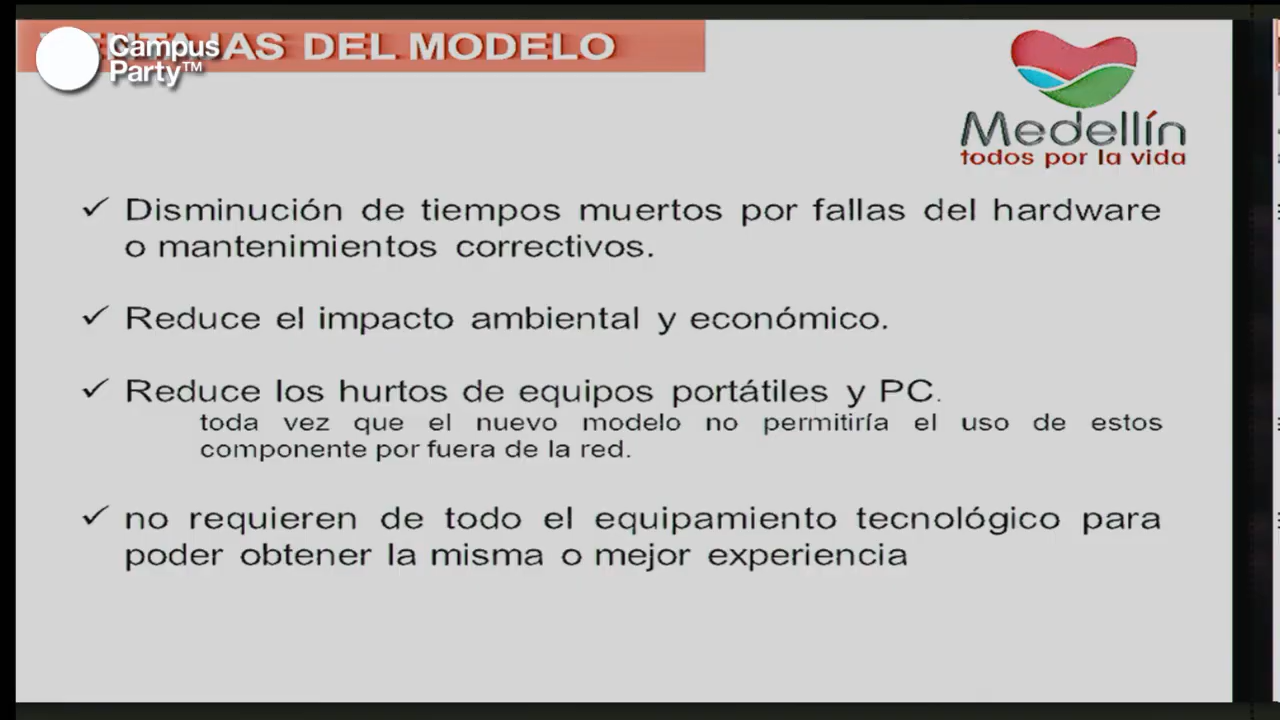 VENTAJAS DEL MODELO
Campus
Party™
Medellín
todos por la vida
✓ Disminución de tiempos muertos por fallas del hardware
o mantenimientos correctivos.
✓ Reduce el impacto ambiental y económico.
✓ Reduce los hurtos de equipos portátiles y PC.
toda vez que el nuevo modelo no permitiría el uso de estos
componente por fuera de la red.
✓ no requieren de todo el equipamiento tecnológico para
poder obtener la misma o mejor experiencia